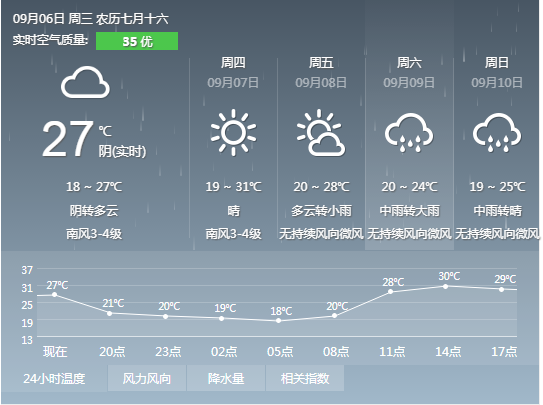 09月06日 周三 农历七月十六
实时空气质量: 35 优
27 ℃
阴(实时)
18 ~ 27℃
阴转多云
南风3-4级
周四
09月07日
19 ~ 31℃
晴
南风3-4级
周五
09月08日
20 ~ 28℃
多云转小雨
无持续风向微风
周六
09月09日
20 ~ 24℃
中雨转大雨
无持续风向微风
周日
09月10日
19 ~ 25℃
中雨转晴
无持续风向微风
37
31
25
19
13
27℃ 21℃ 20℃ 19℃ 18℃ 20℃ 28℃ 30℃ 29℃
现在 20点 23点 02点 05点 08点 11点 14点 17点
24小时温度 风力风向 降水量 相关指数